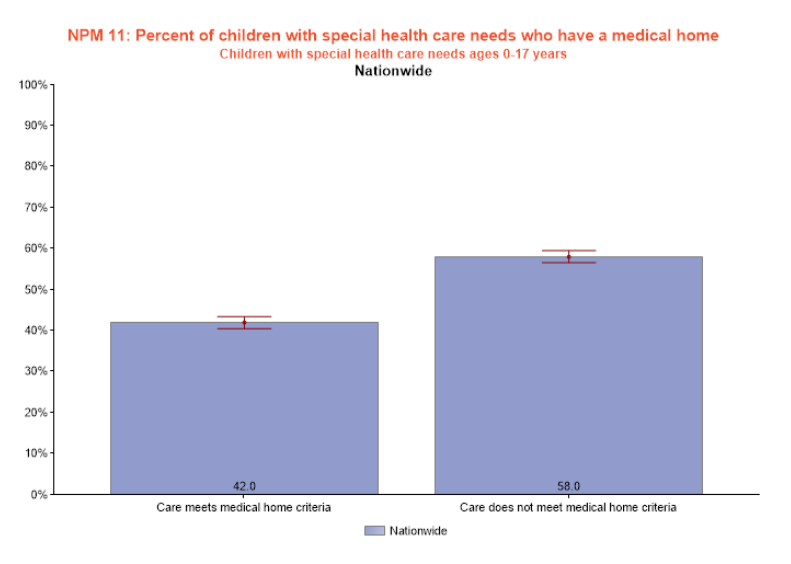 NPM 11: Percent of children with special health care needs who have a medical home
Children with special health care needs ages 0-17 years
Nationwide
100%
90%
80%
70%
60%
50%
40%
30%
20%
10%
0%
42.0
58.0
Care meets medical home criteria
Care does not meet medical home criteria
Nationwide